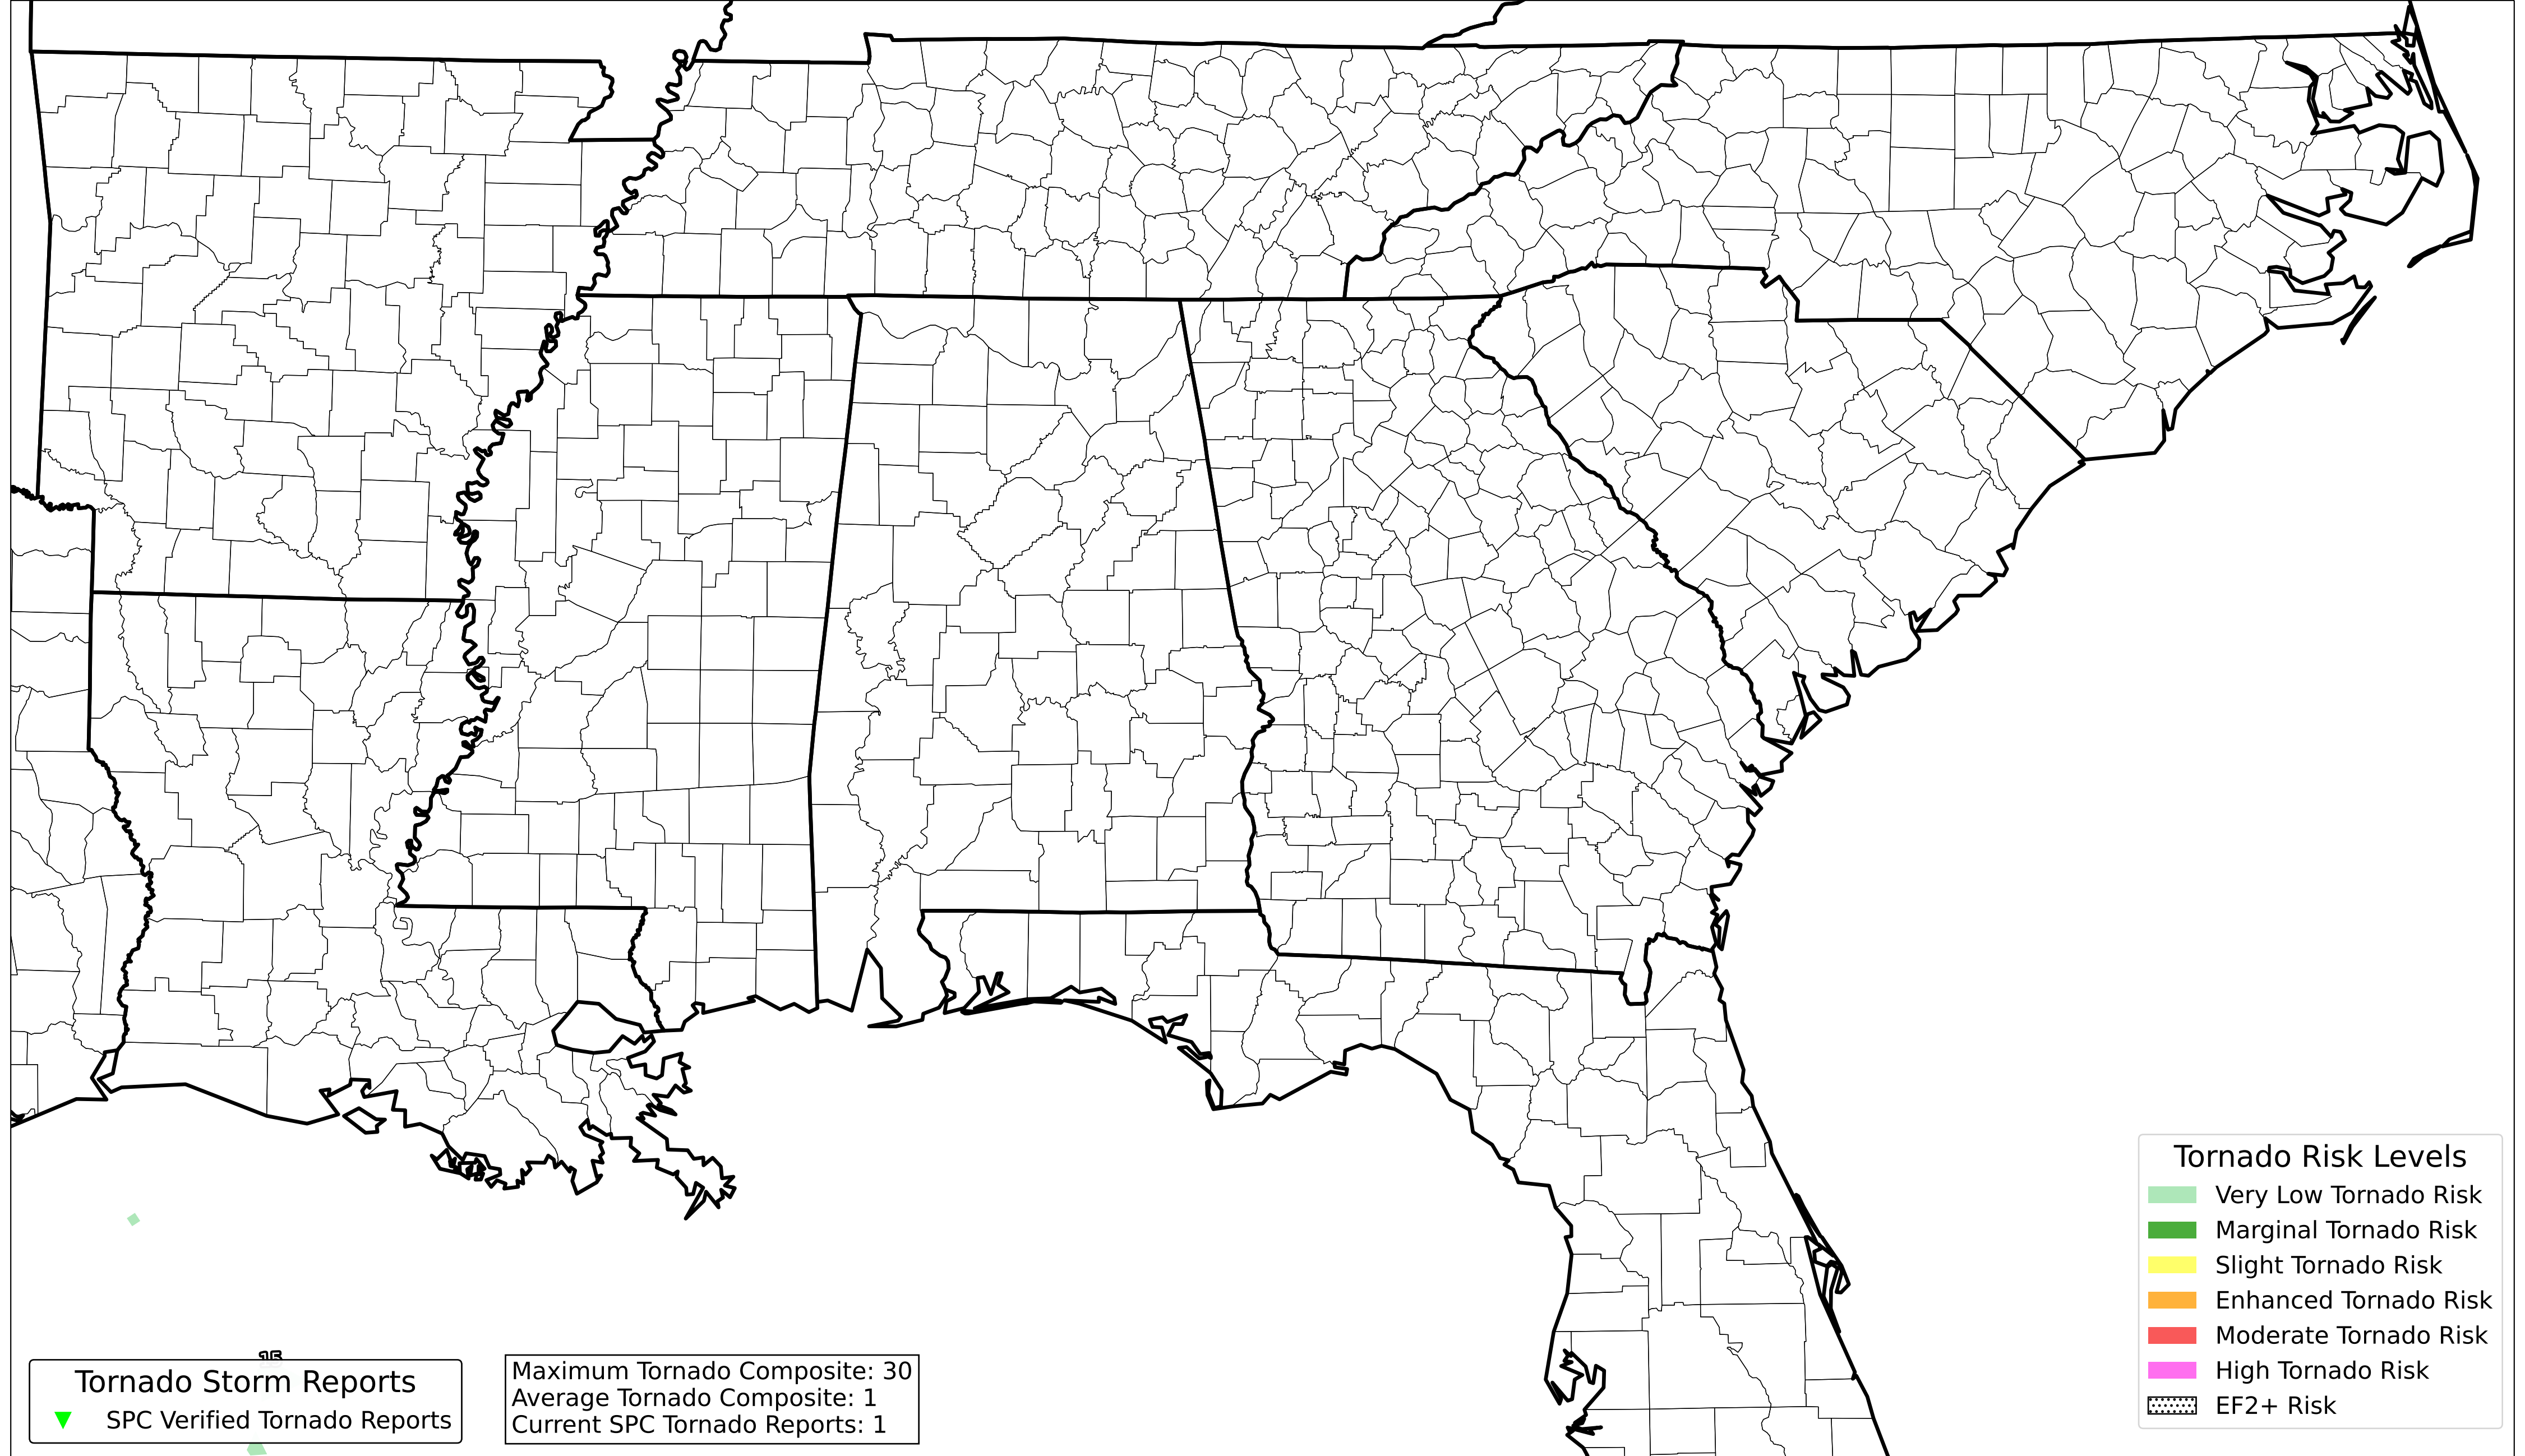 15
Tornado Storm Reports
SPC Verified Tornado Reports
Maximum Tornado Composite: 30
Average Tornado Composite: 1
Current SPC Tornado Reports: 1
Tornado Risk Levels
Very Low Tornado Risk
Marginal Tornado Risk
Slight Tornado Risk
Enhanced Tornado Risk
Moderate Tornado Risk
High Tornado Risk
EF2+ Risk